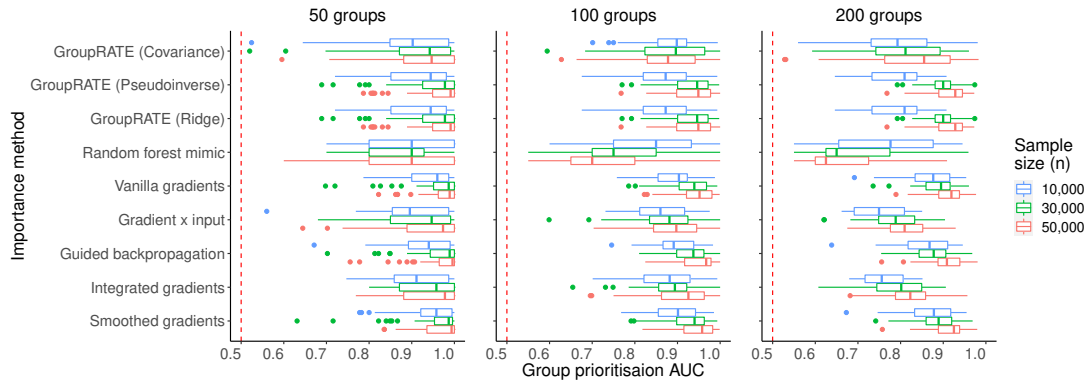 50 groups
100 groups
200 groups
Importance method
GroupRATE (Covariance)
GroupRATE (Pseudoinverse)
GroupRATE (Ridge)
Random forest mimic
Vanilla gradients
Gradient x input
Guided backpropagation
Integrated gradients
Smoothed gradients
0.5 0.6 0.7 0.8 0.9 1.0
0.5 0.6 0.7 0.8 0.9 1.0
0.5 0.6 0.7 0.8 0.9 1.0
Group prioritisaion AUC
Sample
size (n)
10,000
30,000
50,000